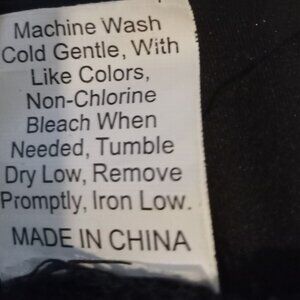 Machine Wash
Cold Gentle, With
Like Colors,
Non-Chlorine
Bleach When
Needed, Tumble
Dry Low, Remove
Promptly, Iron Low.
MADE IN CHINA